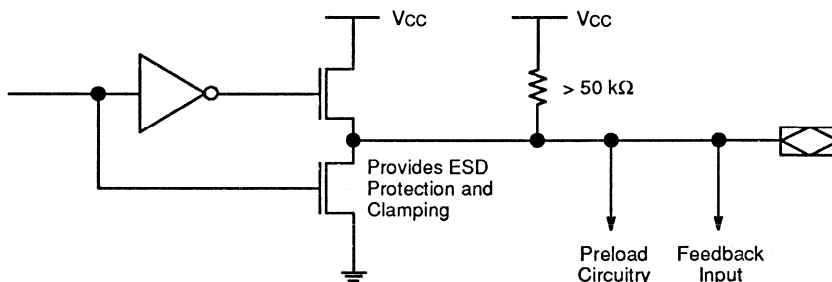 Vcc
Vcc
> 50 kΩ
Provides ESD
Protection and
Clamping
Preload
Circuitry
Feedback
Input